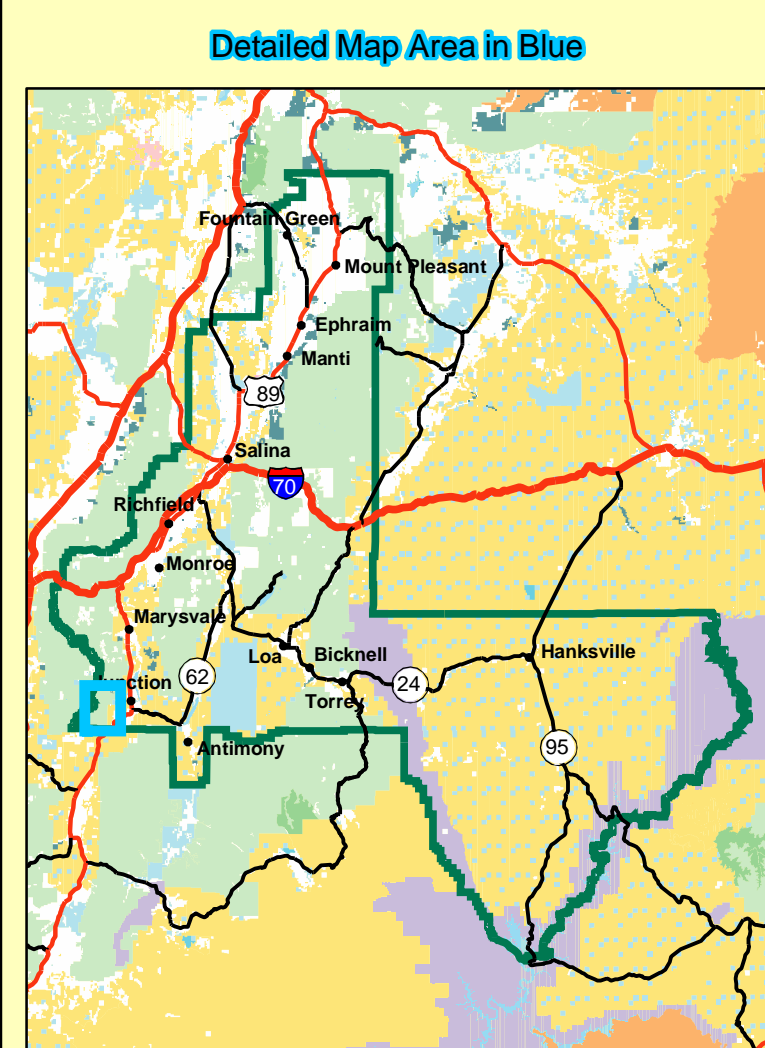 Detailed Map Area in Blue
Fountain Green
Mount Pleasant
Ephraim
Manti
89
Salina
70
Richfield
Monroe
Marysvale
Loa
Bicknell
Hanksville
62
Junction
24
Torrey
95
Antimony